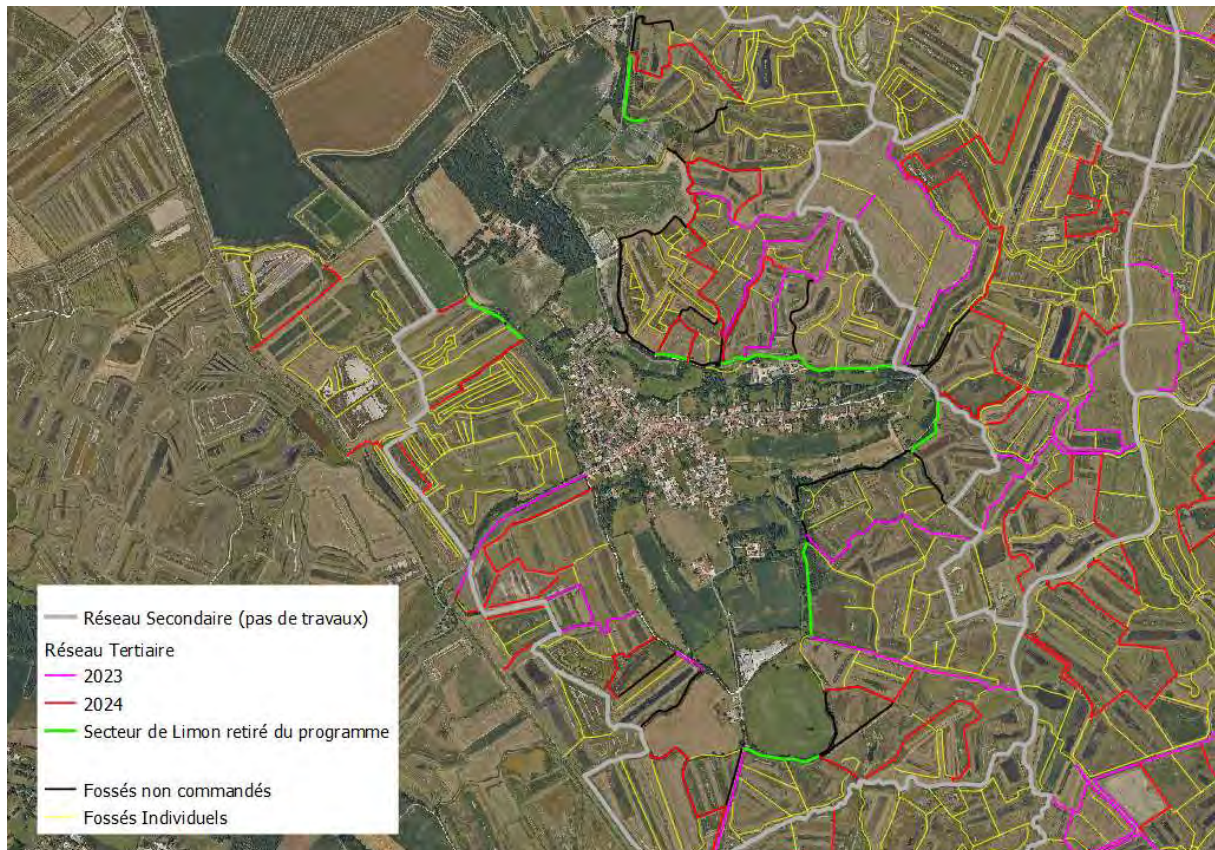 Réseau Secondaire (pas de travaux)
Réseau Tertiaire
2023
2024
Secteur de Limon retiré du programme
Fossés non commandés
Fossés Individuels